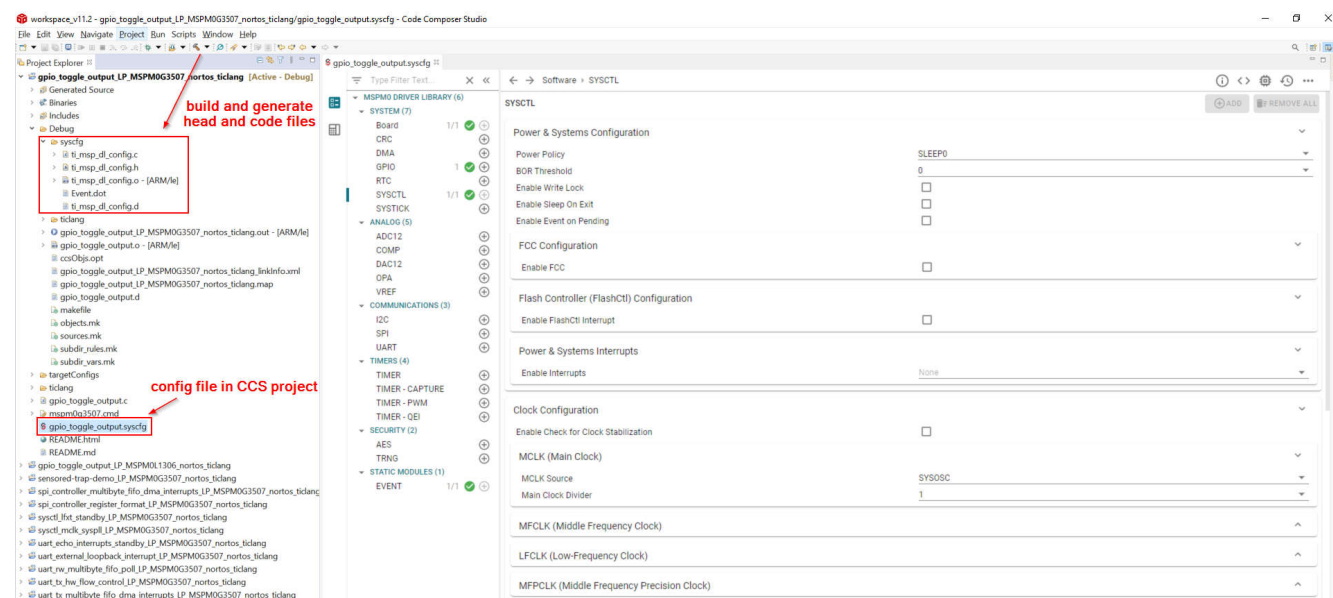 workspace_v11.2 - gpio_toggle_output_LP_MSPM0G3507_nortos_ticlang/gpio_toggle_output.syscfg - Code Composer Studio
File Edit View Navigate Project Run Scripts Window Help
Project Explorer
gpio_toggle_output_LP_MSPM0G3507_nortos_ticlang [Active - Debug]
Generated Source
Binaries
Includes
Debug
syscfg
ti_msp_dl_config.c
ti_msp_dl_config.h
ti_msp_dl_config.o - [ARM/le]
Event.dot
ti_msp_dl_config.d
ticlang
gpio_toggle_output_LP_MSPM0G3507_nortos_ticlang.out - [ARM/le]
gpio_toggle_output.o - [ARM/le]
ccsObjs.opt
gpio_toggle_output_LP_MSPM0G3507_nortos_ticlang_linkInfo.xml
gpio_toggle_output_LP_MSPM0G3507_nortos_ticlang.map
gpio_toggle_output.d
makefile
objects.mk
sources.mk
subdir_rules.mk
subdir_vars.mk
targetConfigs
ticlang
gpio_toggle_output.c
mspm0g3507.cmd
gpio_toggle_output.syscfg
README.html
README.md
gpio_toggle_output_LP_MSPM0L1306_nortos_ticlang
sensored-trap-demo_LP_MSPM0G3507_nortos_ticlang
spi_controller_multibyte_fifo_dma_interrupts_LP_MSPM0G3507_nortos_ticlang
spi_controller_register_format_LP_MSPM0G3507_nortos_ticlang
sysctl_lfxt_standby_LP_MSPM0G3507_nortos_ticlang
sysctl_mclk_syspll_LP_MSPM0G3507_nortos_ticlang
uart_echo_interrupts_standby_LP_MSPM0G3507_nortos_ticlang
uart_external_loopback_interrupt_LP_MSPM0G3507_nortos_ticlang
uart_rw_multibyte_fifo_poll_LP_MSPM0G3507_nortos_ticlang
uart_tx_hw_flow_control_LP_MSPM0G3507_nortos_ticlang
uart_tx_multibyte_fifo_dma_interrupts_LP_MSPM0G3507_nortos_ticlang
build and generate
head and code files
config file in CCS project
gpio_toggle_output.syscfg
Type Filter Text...
MSPM0 DRIVER LIBRARY (6)
SYSTEM (7)
Board 1/1
CRC
DMA
GPIO 1
RTC
SYSCTL 1/1
SYSTICK
ANALOG (5)
ADC12
COMP
DAC12
OPA
VREF
COMMUNICATIONS (3)
I2C
SPI
UART
TIMERS (4)
TIMER
TIMER - CAPTURE
TIMER - PWM
TIMER - QEI
SECURITY (2)
AES
TRNG
STATIC MODULES (1)
EVENT 1/1
Software › SYSCTL
SYSCTL
ADD REMOVE ALL
Power & Systems Configuration
Power Policy SLEEP0
BOR Threshold 0
Enable Write Lock
Enable Sleep On Exit
Enable Event on Pending
FCC Configuration
Enable FCC
Flash Controller (FlashCtl) Configuration
Enable FlashCtl Interrupt
Power & Systems Interrupts
Enable Interrupts None
Clock Configuration
Enable Check for Clock Stabilization
MCLK (Main Clock)
MCLK Source SYSOSC
Main Clock Divider 1
MFCLK (Middle Frequency Clock)
LFCLK (Low-Frequency Clock)
MFPCLK (Middle Frequency Precision Clock)